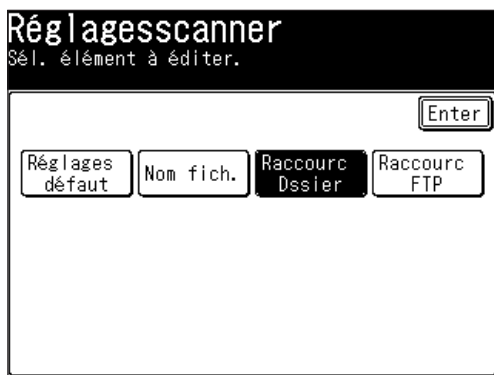 Réglagesscanner
Sél. élément à éditer.
Enter
Réglages
défaut
Nom fich.
Raccourc
Dssier
Raccourc
FTP